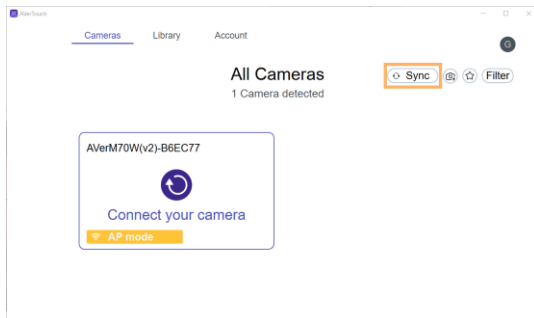 AVerTouch
Cameras Library Account
G
All Cameras
Sync Filter
1 Camera detected
AVerM70W(v2)-B6EC77
Connect your camera
AP mode